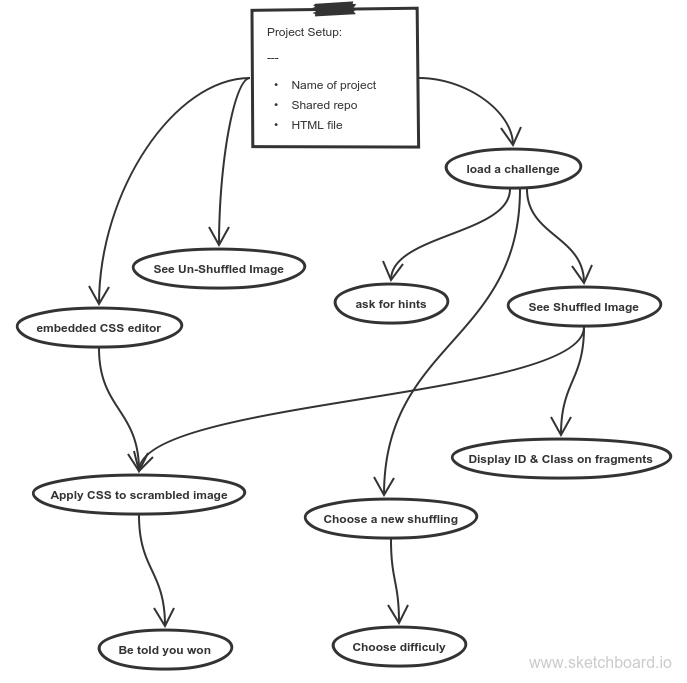 Project Setup:
---
• Name of project
• Shared repo
• HTML file
load a challenge
See Un-Shuffled Image
ask for hints
See Shuffled Image
embedded CSS editor
Display ID & Class on fragments
Apply CSS to scrambled image
Choose a new shuffling
Be told you won
Choose difficuly
www.sketchboard.io